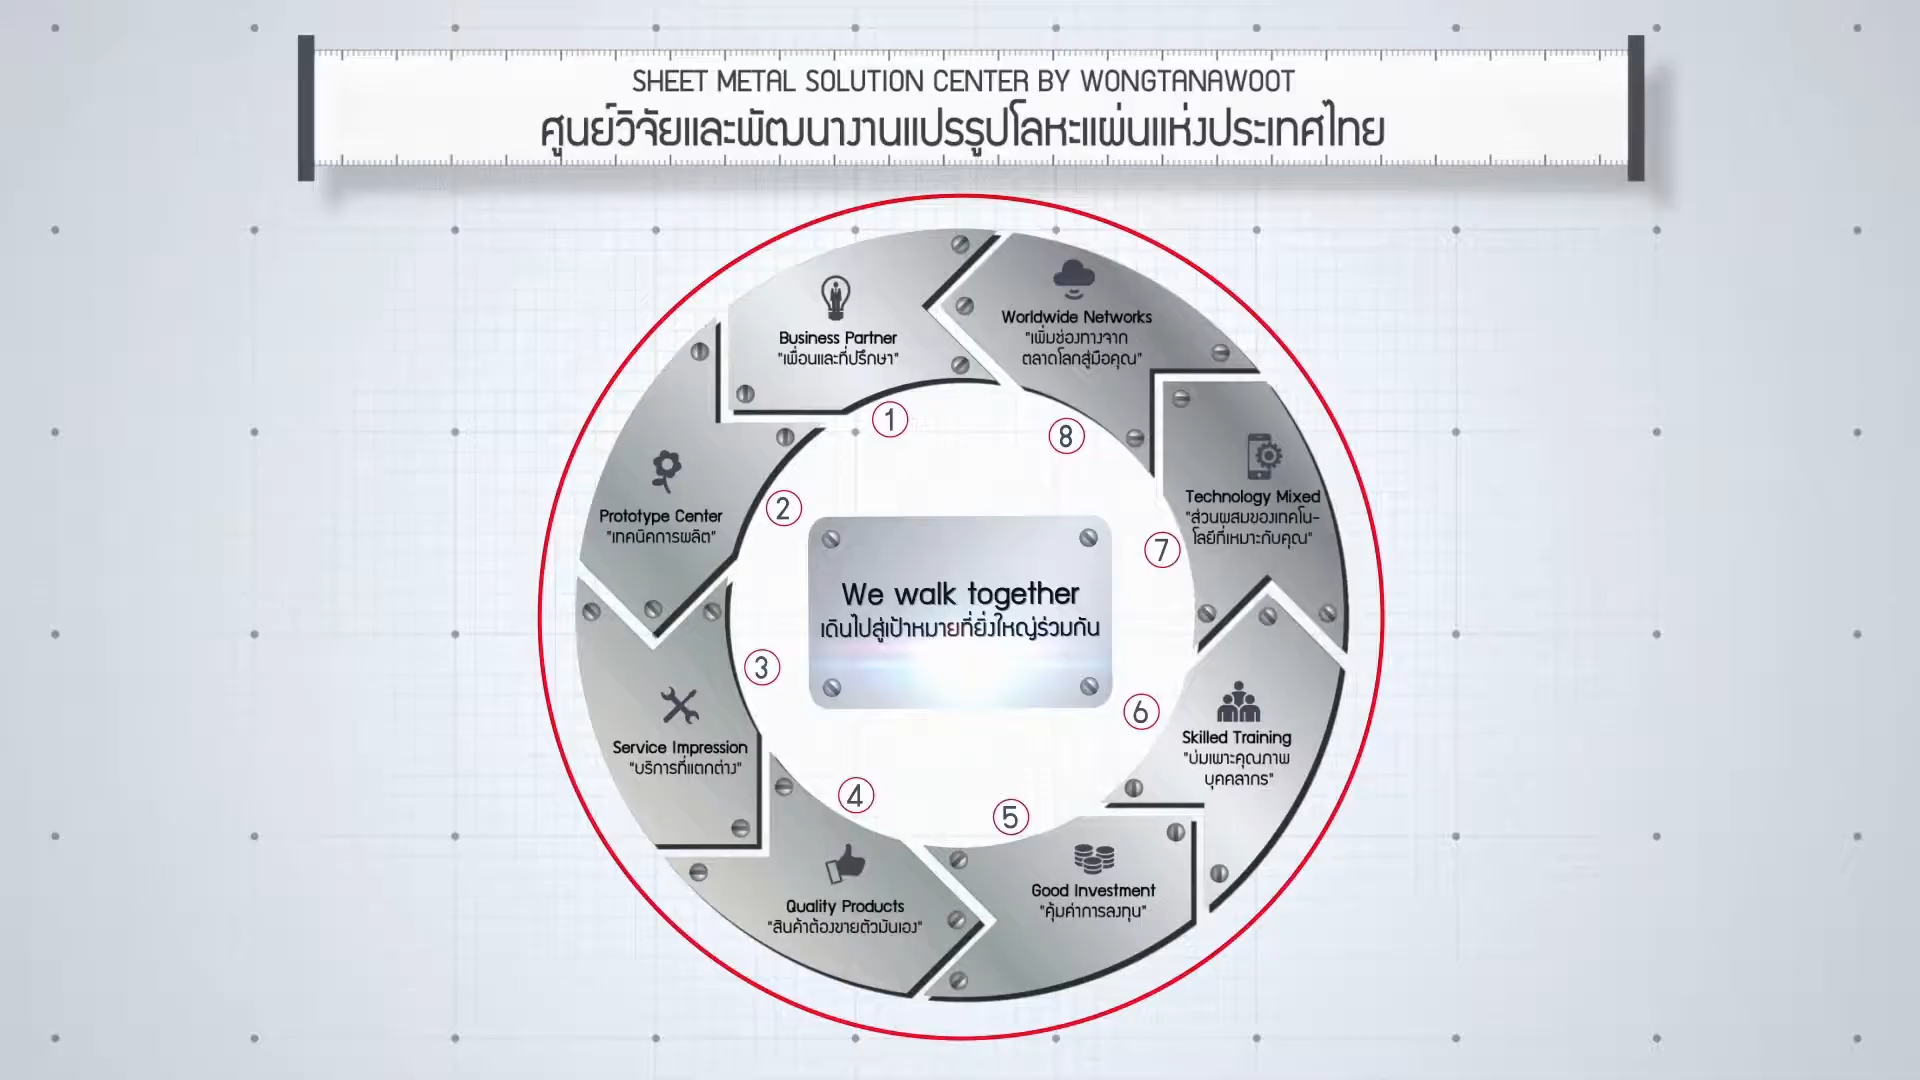 SHEET METAL SOLUTION CENTER BY WONGTANAWOOT
ศูนย์วิจัยและพัฒนางานแปรรูปโลหะแผ่นแห่งประเทศไทย
Business Partner
"เพื่อนและที่ปรึกษา"
1
Prototype Center
"เทคนิคการผลิต"
2
Service Impression
"บริการที่แตกต่าง"
3
Quality Products
"สินค้าต้องขายตัวมันเอง"
4
Good Investment
"คุ้มค่าการลงทุน"
5
Skilled Training
"บ่มเพาะคุณภาพ
บุคคลากร"
6
Technology Mixed
"ส่วนผสมของเทคโน-
โลยีที่เหมาะกับคุณ"
7
Worldwide Networks
"เพิ่มช่องทางจาก
ตลาดโลกสู่มือคุณ"
8
We walk together
เดินไปสู่เป้าหมายที่ยิ่งใหญ่ร่วมกัน